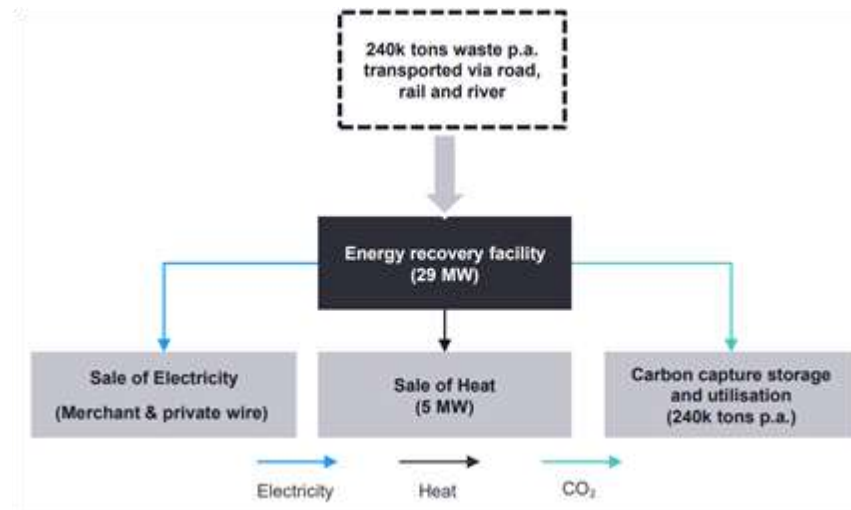 240k tons waste p.a.
transported via road,
rail and river
Energy recovery facility
(29 MW)
Sale of Electricity
(Merchant & private wire)
Sale of Heat
(5 MW)
Carbon capture storage
and utilisation
(240k tons p.a.)
Electricity
Heat
CO₂